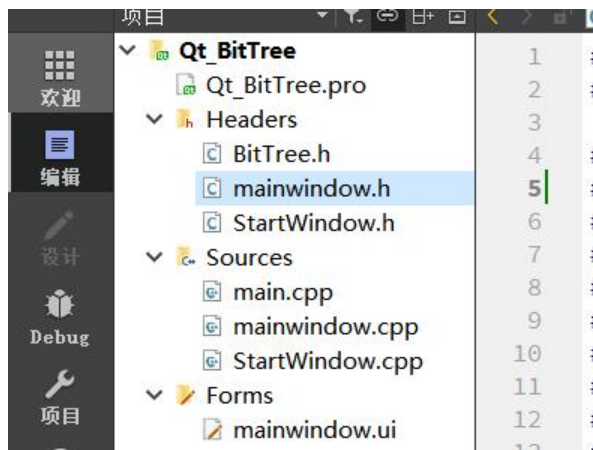 项目
欢迎
编辑
设计
Debug
项目
Qt_BitTree
Qt_BitTree.pro
Headers
BitTree.h
mainwindow.h
StartWindow.h
Sources
main.cpp
mainwindow.cpp
StartWindow.cpp
Forms
mainwindow.ui
1
2
3
4
5
6
7
8
9
10
11
12